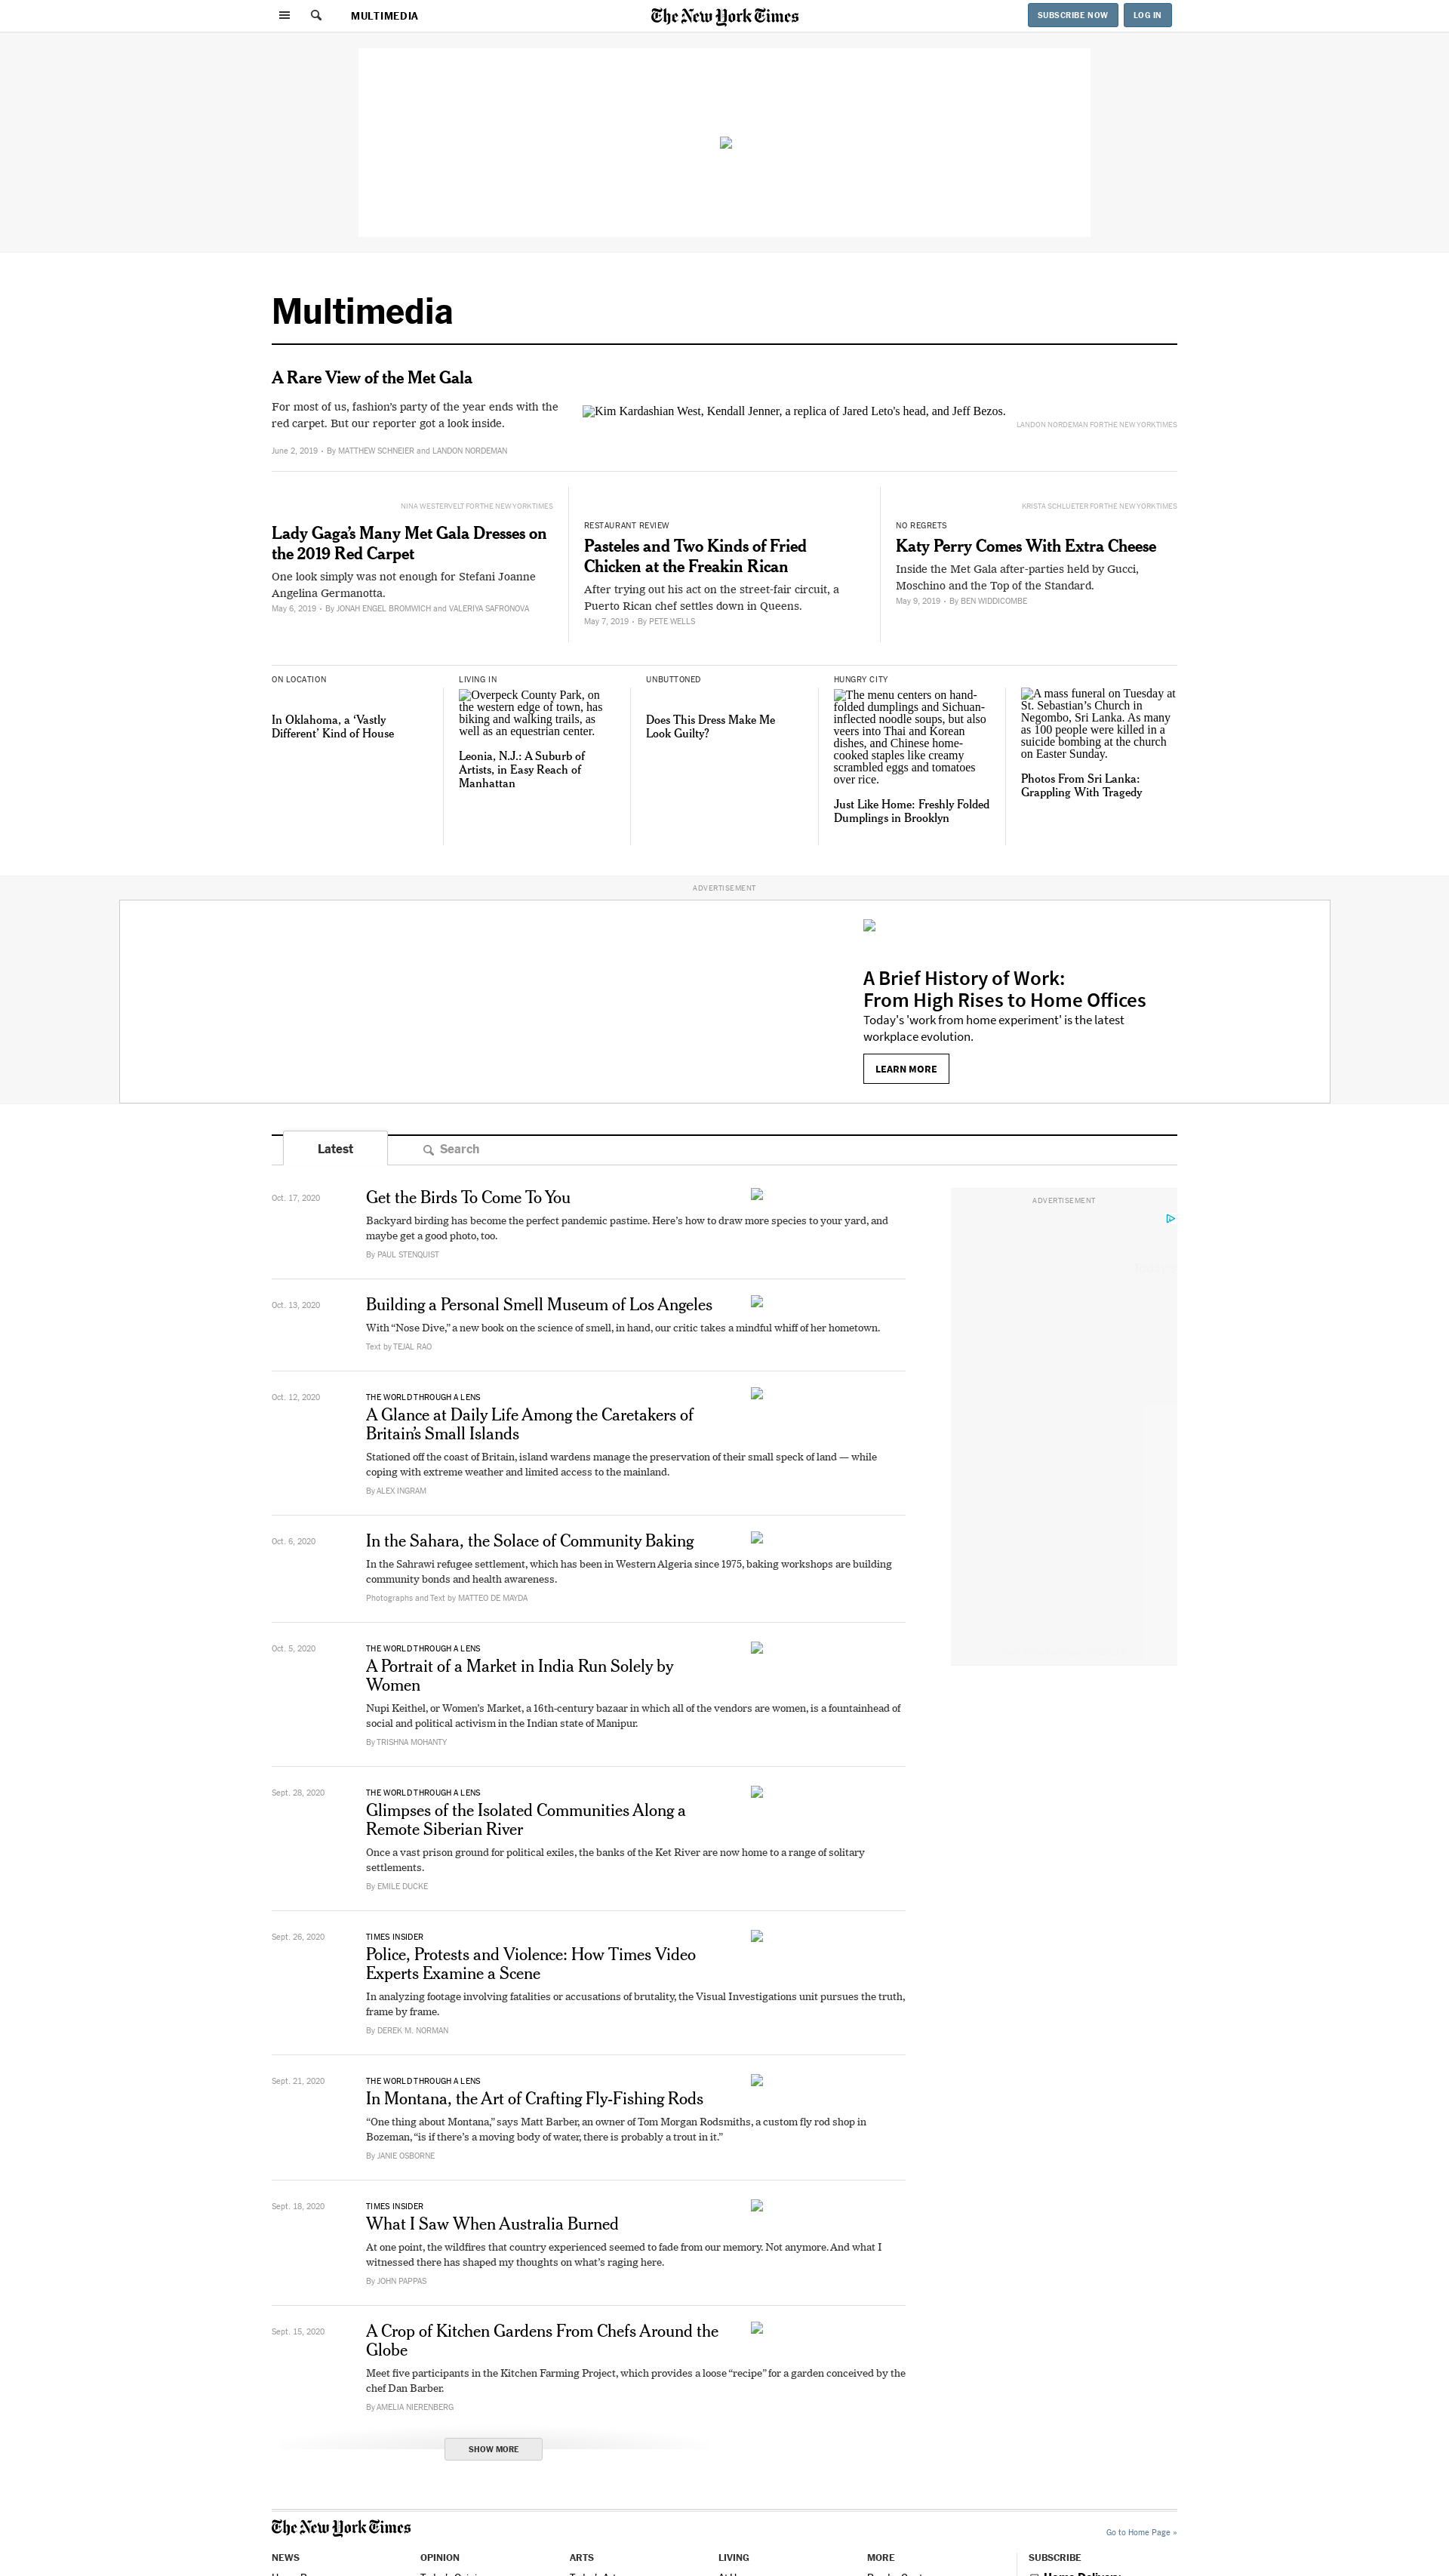 MULTIMEDIA
The New York Times
SUBSCRIBE NOW
LOG IN
Multimedia
A Rare View of the Met Gala
For most of us, fashion’s party of the year ends with the
red carpet. But our reporter got a look inside.
June 2, 2019 • By MATTHEW SCHNEIER and LANDON NORDEMAN
Kim Kardashian West, Kendall Jenner, a replica of Jared Leto's head, and Jeff Bezos.
LANDON NORDEMAN FOR THE NEW YORK TIMES
NINA WESTERVELT FOR THE NEW YORK TIMES
Lady Gaga’s Many Met Gala Dresses on
the 2019 Red Carpet
One look simply was not enough for Stefani Joanne
Angelina Germanotta.
May 6, 2019 • By JONAH ENGEL BROMWICH and VALERIYA SAFRONOVA
RESTAURANT REVIEW
Pasteles and Two Kinds of Fried
Chicken at the Freakin Rican
After trying out his act on the street-fair circuit, a
Puerto Rican chef settles down in Queens.
May 7, 2019 • By PETE WELLS
KRISTA SCHLUETER FOR THE NEW YORK TIMES
NO REGRETS
Katy Perry Comes With Extra Cheese
Inside the Met Gala after-parties held by Gucci,
Moschino and the Top of the Standard.
May 9, 2019 • By BEN WIDDICOMBE
ON LOCATION
In Oklahoma, a ‘Vastly
Different’ Kind of House
LIVING IN
Overpeck County Park, on
the western edge of town, has
biking and walking trails, as
well as an equestrian center.
Leonia, N.J.: A Suburb of
Artists, in Easy Reach of
Manhattan
UNBUTTONED
Does This Dress Make Me
Look Guilty?
HUNGRY CITY
The menu centers on hand-
folded dumplings and Sichuan-
inflected noodle soups, but also
veers into Thai and Korean
dishes, and Chinese home-
cooked staples like creamy
scrambled eggs and tomatoes
over rice.
Just Like Home: Freshly Folded
Dumplings in Brooklyn
A mass funeral on Tuesday at
St. Sebastian’s Church in
Negombo, Sri Lanka. As many
as 100 people were killed in a
suicide bombing at the church
on Easter Sunday.
Photos From Sri Lanka:
Grappling With Tragedy
ADVERTISEMENT
A Brief History of Work:
From High Rises to Home Offices
Today's 'work from home experiment' is the latest
workplace evolution.
LEARN MORE
Latest
Search
ADVERTISEMENT
Oct. 17, 2020
Get the Birds To Come To You
Backyard birding has become the perfect pandemic pastime. Here’s how to draw more species to your yard, and
maybe get a good photo, too.
By PAUL STENQUIST
Oct. 13, 2020
Building a Personal Smell Museum of Los Angeles
With “Nose Dive,” a new book on the science of smell, in hand, our critic takes a mindful whiff of her hometown.
Text by TEJAL RAO
Oct. 12, 2020
THE WORLD THROUGH A LENS
A Glance at Daily Life Among the Caretakers of
Britain’s Small Islands
Stationed off the coast of Britain, island wardens manage the preservation of their small speck of land — while
coping with extreme weather and limited access to the mainland.
By ALEX INGRAM
Oct. 6, 2020
In the Sahara, the Solace of Community Baking
In the Sahrawi refugee settlement, which has been in Western Algeria since 1975, baking workshops are building
community bonds and health awareness.
Photographs and Text by MATTEO DE MAYDA
Oct. 5, 2020
THE WORLD THROUGH A LENS
A Portrait of a Market in India Run Solely by
Women
Nupi Keithel, or Women’s Market, a 16th-century bazaar in which all of the vendors are women, is a fountainhead of
social and political activism in the Indian state of Manipur.
By TRISHNA MOHANTY
Sept. 28, 2020
THE WORLD THROUGH A LENS
Glimpses of the Isolated Communities Along a
Remote Siberian River
Once a vast prison ground for political exiles, the banks of the Ket River are now home to a range of solitary
settlements.
By EMILE DUCKE
Sept. 26, 2020
TIMES INSIDER
Police, Protests and Violence: How Times Video
Experts Examine a Scene
In analyzing footage involving fatalities or accusations of brutality, the Visual Investigations unit pursues the truth,
frame by frame.
By DEREK M. NORMAN
Sept. 21, 2020
THE WORLD THROUGH A LENS
In Montana, the Art of Crafting Fly-Fishing Rods
“One thing about Montana,” says Matt Barber, an owner of Tom Morgan Rodsmiths, a custom fly rod shop in
Bozeman, “is if there’s a moving body of water, there is probably a trout in it.”
By JANIE OSBORNE
Sept. 18, 2020
TIMES INSIDER
What I Saw When Australia Burned
At one point, the wildfires that country experienced seemed to fade from our memory. Not anymore. And what I
witnessed there has shaped my thoughts on what’s raging here.
By JOHN PAPPAS
Sept. 15, 2020
A Crop of Kitchen Gardens From Chefs Around the
Globe
Meet five participants in the Kitchen Farming Project, which provides a loose “recipe” for a garden conceived by the
chef Dan Barber.
By AMELIA NIERENBERG
SHOW MORE
The New York Times
Go to Home Page »
NEWS
OPINION
ARTS
LIVING
MORE
SUBSCRIBE